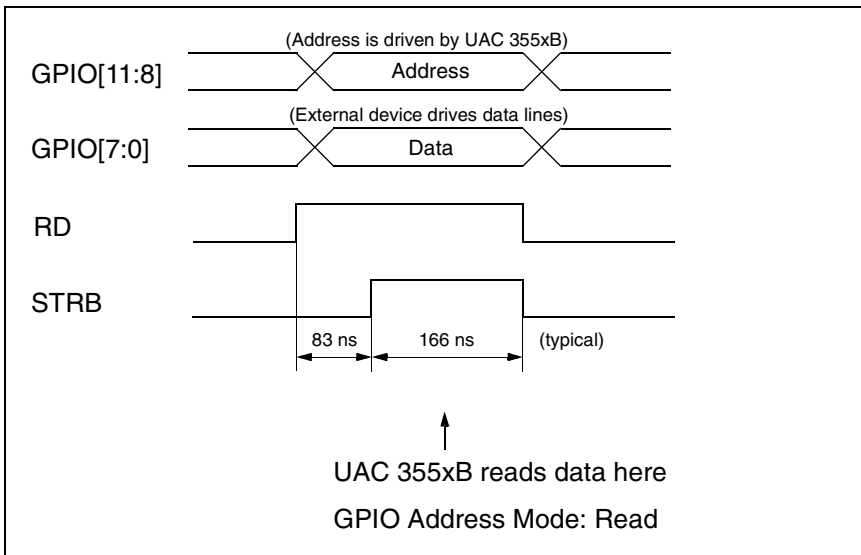 (Address is driven by UAC 355xB)
GPIO[11:8]
Address
(External device drives data lines)
GPIO[7:0]
Data
RD
STRB
83 ns
166 ns
(typical)
UAC 355xB reads data here
GPIO Address Mode: Read